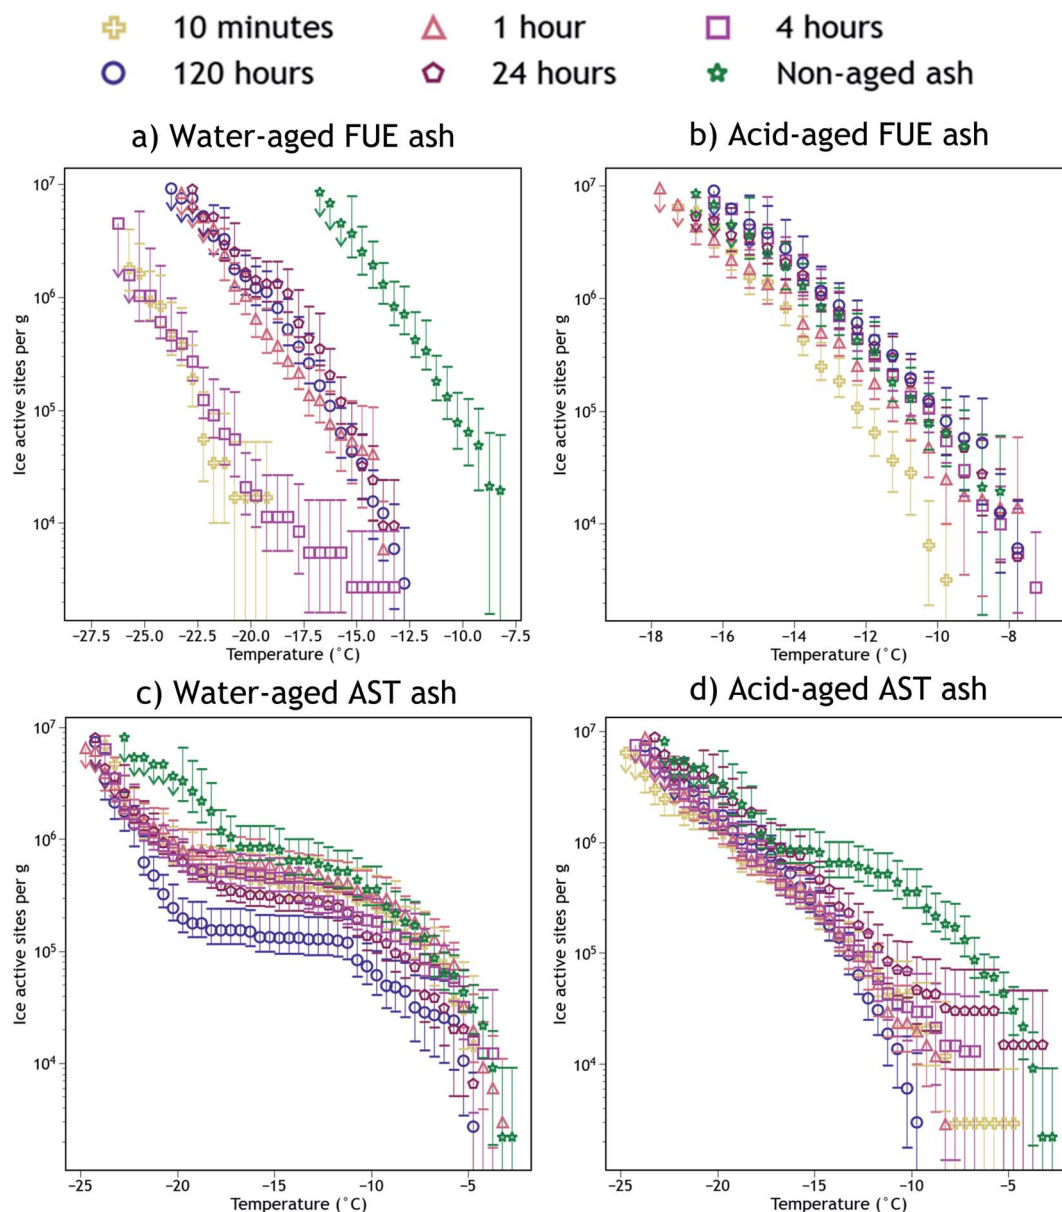 10 minutes 1 hour 4 hours
120 hours 24 hours Non-aged ash
a) Water-aged FUE ash
b) Acid-aged FUE ash
10⁷
10⁶
10⁵
10⁴
Ice active sites per g
−27.5 −25.0 −22.5 −20.0 −17.5 −15.0 −12.5 −10.0 −7.5
Temperature (°C)
10⁷
10⁶
10⁵
10⁴
Ice active sites per g
−18 −16 −14 −12 −10 −8
Temperature (°C)
c) Water-aged AST ash
d) Acid-aged AST ash
10⁷
10⁶
10⁵
10⁴
Ice active sites per g
−25 −20 −15 −10 −5
Temperature (°C)
10⁷
10⁶
10⁵
10⁴
Ice active sites per g
−25 −20 −15 −10 −5
Temperature (°C)